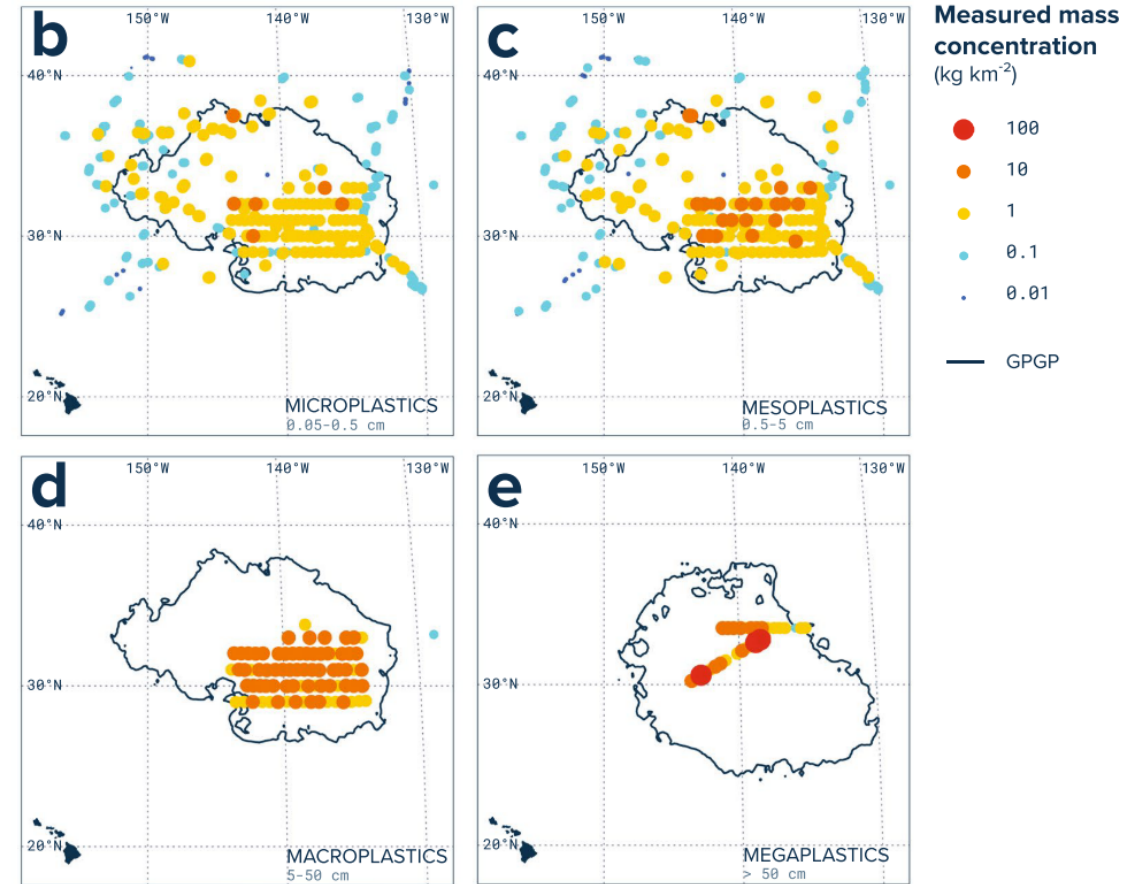 b
150°W
140°W
130°W
40°N
30°N
20°N
MICROPLASTICS
0.05-0.5 cm
c
150°W
140°W
130°W
40°N
30°N
20°N
MESOPLASTICS
0.5-5 cm
Measured mass
concentration
(kg km⁻²)
100
10
1
0.1
0.01
GPGP
d
150°W
140°W
130°W
40°N
30°N
20°N
MACROPLASTICS
5-50 cm
e
150°W
140°W
130°W
40°N
30°N
20°N
MEGAPLASTICS
> 50 cm